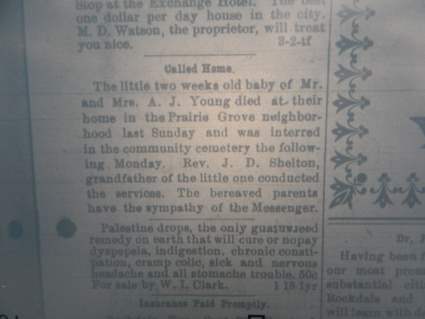 Stop at the Exchange Hotel. The best
one dollar per day house in the city.
M. D. Watson, the proprietor, will treat
you nice. 3-2-tf
Called Home.
The little two weeks old baby of Mr.
and Mrs. A. J. Young died at their
home in the Prairie Grove neighbor-
hood last Sunday and was interred
in the community cemetery the follow-
ing Monday. Rev. J. D. Shelton,
grandfather of the little one conducted
the services. The bereaved parents
have the sympathy of the Messenger.
Palestine drops, the only guatuwseed
remedy on earth that will cure or nopay
dyspepsia, indigestion, chronic consti-
pation, cramp colic, sick and nervous
headache and all stomache trouble, 50c
For sale by W. I. Clark. 1 18-1yr
Insurance Paid Promptly.
Having been
our most
substantial
Rockdale and
will learn with